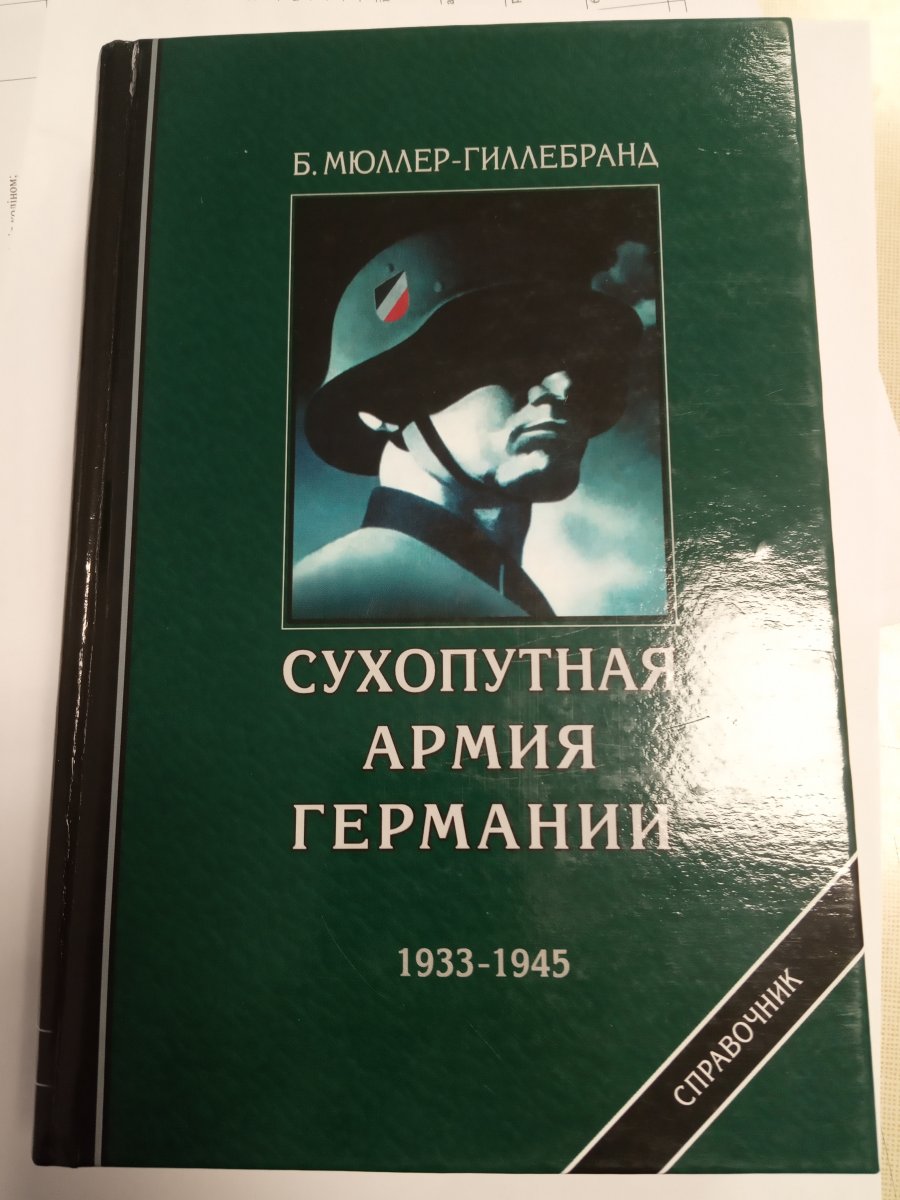 Б. МЮЛЛЕР-ГИЛЛЕБРАНД
СУХОПУТНАЯ
АРМИЯ
ГЕРМАНИИ
1933-1945
СПРАВОЧНИК